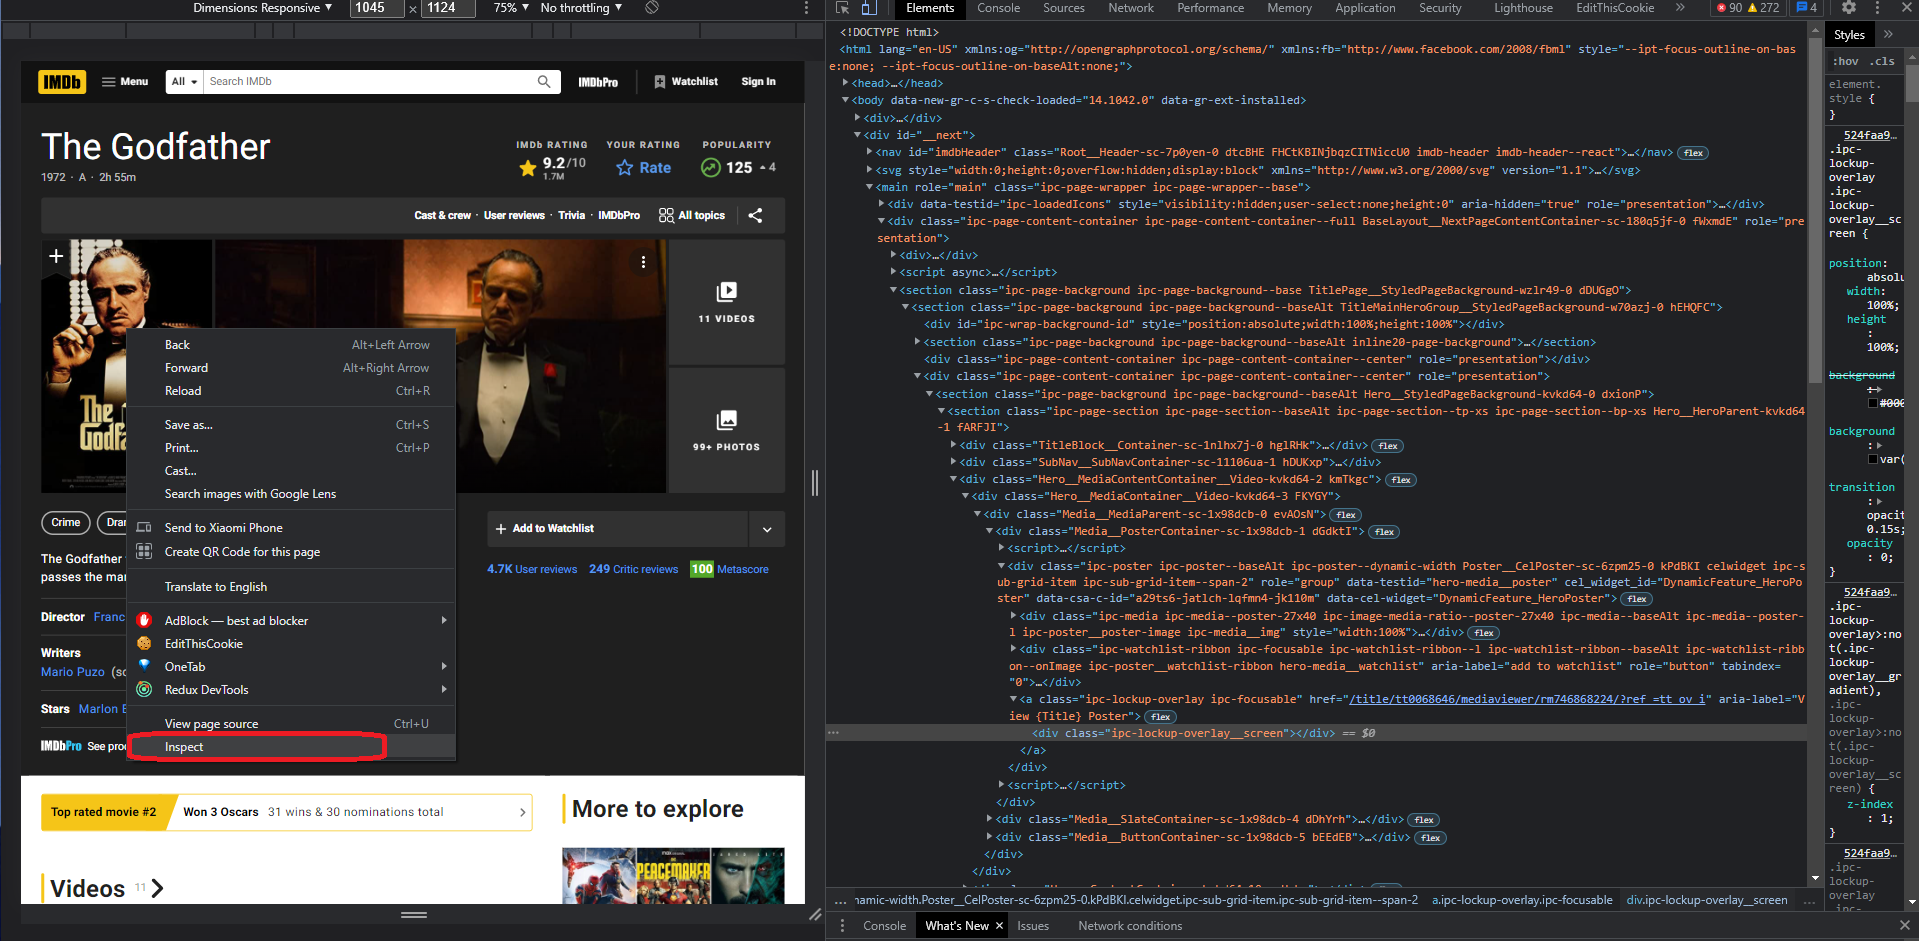 Dimensions: Responsive ▼ 1045 × 1124 75% ▼ No throttling ▼
IMDb Menu All Search IMDb IMDbPro Watchlist Sign In
The Godfather
1972 · A · 2h 55m
IMDb RATING YOUR RATING POPULARITY
9.2/10 Rate 125 4
1.7M
Cast & crew · User reviews · Trivia · IMDbPro All topics
11 VIDEOS
99+ PHOTOS
The
Godf
Back Alt+Left Arrow
Forward Alt+Right Arrow
Reload Ctrl+R
Save as... Ctrl+S
Print... Ctrl+P
Cast...
Search images with Google Lens
Send to Xiaomi Phone
Create QR Code for this page
Translate to English
AdBlock — best ad blocker
EditThisCookie
OneTab
Redux DevTools
View page source Ctrl+U
Inspect
Crime Drar
Add to Watchlist
The Godfather
passes the mar
4.7K User reviews 249 Critic reviews 100 Metascore
Director Franc
Writers
Mario Puzo (sc
Stars Marlon B
IMDbPro See proc
Top rated movie #2 Won 3 Oscars 31 wins & 30 nominations total
More to explore
PEACEMAKER
Videos 11
Elements Console Sources Network Performance Memory Application Security Lighthouse EditThisCookie » 90 272 4
<!DOCTYPE html>
<html lang="en-US" xmlns:og="http://opengraphprotocol.org/schema/" xmlns:fb="http://www.facebook.com/2008/fbml" style="--ipt-focus-outline-on-bas
e:none; --ipt-focus-outline-on-baseAlt:none;">
<head>…</head>
<body data-new-gr-c-s-check-loaded="14.1042.0" data-gr-ext-installed>
<div>…</div>
<div id="__next">
<nav id="imdbHeader" class="Root__Header-sc-7p0yen-0 dtcBHE FHCtKBINjbqzCITNiccU0 imdb-header imdb-header--react">…</nav> flex
<svg style="width:0;height:0;overflow:hidden;display:block" xmlns="http://www.w3.org/2000/svg" version="1.1">…</svg>
<main role="main" class="ipc-page-wrapper ipc-page-wrapper--base">
<div data-testid="ipc-loadedIcons" style="visibility:hidden;user-select:none;height:0" aria-hidden="true" role="presentation">…</div>
<div class="ipc-page-content-container ipc-page-content-container--full BaseLayout__NextPageContentContainer-sc-180q5jf-0 fWxmdE" role="pre
sentation">
<div>…</div>
<script async>…</script>
<section class="ipc-page-background ipc-page-background--base TitlePage__StyledPageBackground-wzlr49-0 dDUGgO">
<section class="ipc-page-background ipc-page-background--baseAlt TitleMainHeroGroup__StyledPageBackground-w70azj-0 hEHQFC">
<div id="ipc-wrap-background-id" style="position:absolute;width:100%;height:100%"></div>
<section class="ipc-page-background ipc-page-background--baseAlt inline20-page-background">…</section>
<div class="ipc-page-content-container ipc-page-content-container--center" role="presentation"></div>
<div class="ipc-page-content-container ipc-page-content-container--center" role="presentation">
<section class="ipc-page-background ipc-page-background--baseAlt Hero__StyledPageBackground-kvkd64-0 dxionP">
<section class="ipc-page-section ipc-page-section--baseAlt ipc-page-section--tp-xs ipc-page-section--bp-xs Hero__HeroParent-kvkd64
-1 fARFJI">
<div class="TitleBlock__Container-sc-1nlhx7j-0 hglRHk">…</div> flex
<div class="SubNav__SubNavContainer-sc-11106ua-1 hDUKxp">…</div>
<div class="Hero__MediaContentContainer__Video-kvkd64-2 kmTkgc"> flex
<div class="Hero__MediaContainer__Video-kvkd64-3 FKYGY">
<div class="Media__MediaParent-sc-1x98dcb-0 evAOsN"> flex
<div class="Media__PosterContainer-sc-1x98dcb-1 dGdktI"> flex
<script>…</script>
<div class="ipc-poster ipc-poster--baseAlt ipc-poster--dynamic-width Poster__CelPoster-sc-6zpm25-0 kPdBKI celwidget ipc-s
ub-grid-item ipc-sub-grid-item--span-2" role="group" data-testid="hero-media__poster" cel_widget_id="DynamicFeature_HeroPo
ster" data-csa-c-id="a29ts6-jatlch-lqfmn4-jk110m" data-cel-widget="DynamicFeature_HeroPoster"> flex
<div class="ipc-media ipc-media--poster-27x40 ipc-image-media-ratio--poster-27x40 ipc-media--baseAlt ipc-media--poster-
l ipc-poster__poster-image ipc-media__img" style="width:100%">…</div> flex
<div class="ipc-watchlist-ribbon ipc-focusable ipc-watchlist-ribbon--l ipc-watchlist-ribbon--baseAlt ipc-watchlist-ribb
on--onImage ipc-poster__watchlist-ribbon hero-media__watchlist" aria-label="add to watchlist" role="button" tabindex=
"0">…</div>
<a class="ipc-lockup-overlay ipc-focusable" href="/title/tt0068646/mediaviewer/rm746868224/?ref_=tt_ov_i" aria-label="V
iew {Title} Poster"> flex
<div class="ipc-lockup-overlay__screen"></div> == $0
</a>
</div>
<script>…</script>
</div>
<div class="Media__SlateContainer-sc-1x98dcb-4 dDhYrh">…</div> flex
<div class="Media__ButtonContainer-sc-1x98dcb-5 bEEdEB">…</div> flex
</div>
</div>
... namic-width.Poster__CelPoster-sc-6zpm25-0.kPdBKI.celwidget.ipc-sub-grid-item.ipc-sub-grid-item--span-2 a.ipc-lockup-overlay.ipc-focusable div.ipc-lockup-overlay__screen ...
Console What's New × Issues Network conditions
Styles »
:hov .cls
element.
style {
}
524faa9…
.ipc-
lockup-
overlay
.ipc-
lockup-
overlay__sc
reen {
position:
absolu
width:
100%;
height
:
100%;
background
:
#000
background
:
var(
transition
:
opacit
0.15s;
opacity
: 0;
}
524faa9…
.ipc-
lockup-
overlay>:no
t(.ipc-
lockup-
overlay__gr
adient),
.ipc-
lockup-
overlay>:no
t(.ipc-
lockup-
overlay__sc
reen) {
z-index
: 1;
}
524faa9…
.ipc-
lockup-
overlay